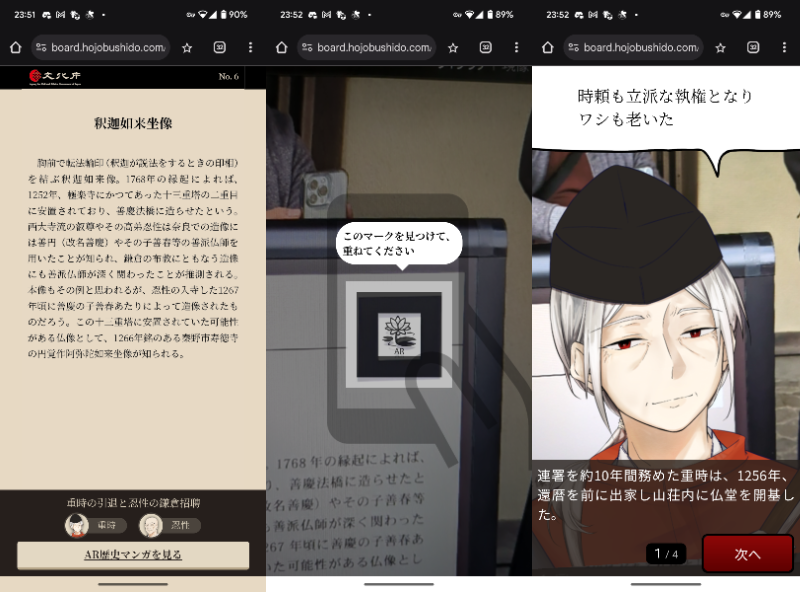 23:51
90%
board.hojobushido.com
文化庁
No. 6
釈迦如来坐像
胸前で転法輪印（釈迦が説法をするときの印相）
を結ぶ釈迦如来像。1768年の縁起によれば、
1252年、極楽寺にかつてあった十三重塔の二重目
に安置されており、善慶法橋に造らせたという。
西大寺流の叡尊やその高弟忍性は奈良での造像に
は善円（改名善慶）やその子善春等の善派仏師を
用いたことが知られ、鎌倉の布教にともなう造像
にも善派仏師が深く関わったことが推測される。
本像もその例と思われるが、忍性の入寺した1267
年頃に善慶の子善春あたりによって造像されたも
のだろう。この十三重塔に安置されていた可能性
がある仏像として、1266年銘のある秦野市寿徳寺
の円覚作阿弥陀如来坐像が知られる。
重時の引退と忍性の鎌倉招聘
重時
忍性
AR歴史マンガを見る
23:52
89%
board.hojobushido.com
このマークを見つけて、
重ねてください
AR
、1768年の縁起によれば、
り、善慶法橋に造らせたと
改名善慶）やその子善春等
も善派仏師が深く関わった
267年頃に善慶の子善春あ
いた可能性がある仏像とし
23:52
89%
board.hojobushido.com
時頼も立派な執権となり
ワシも老いた
連署を約10年間務めた重時は、1256年、
還暦を前に出家し山荘内に仏堂を開基し
た。
1 / 4
次へ